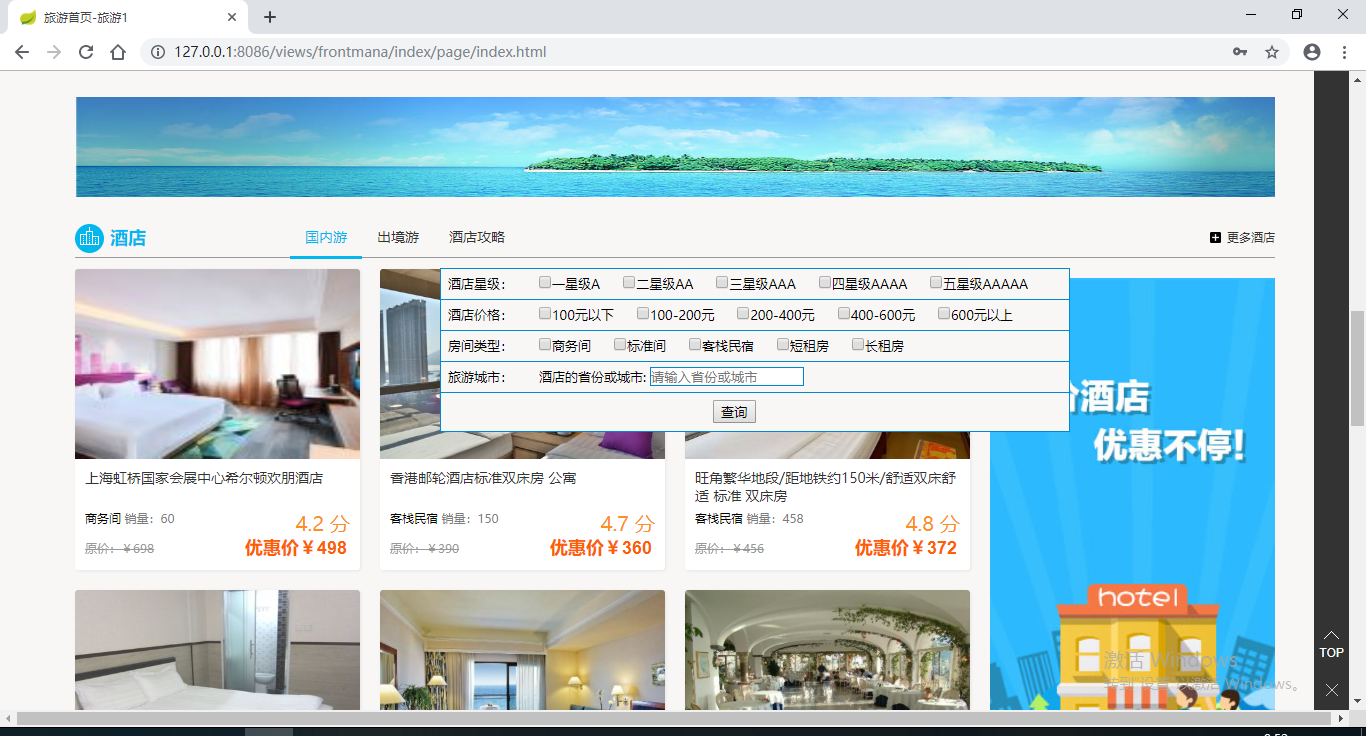 旅游首页-旅游1
127.0.0.1:8086/views/frontmana/index/page/index.html
酒店
国内游 出境游 酒店攻略
更多酒店
酒店星级: 一星级A 二星级AA 三星级AAA 四星级AAAA 五星级AAAAA
酒店价格: 100元以下 100-200元 200-400元 400-600元 600元以上
房间类型: 商务间 标准间 客栈民宿 短租房 长租房
旅游城市: 酒店的省份或城市: 请输入省份或城市
查询
上海虹桥国家会展中心希尔顿欢朋酒店
商务间 销量：60
4.2 分
原价：￥698
优惠价￥498
香港邮轮酒店标准双床房 公寓
客栈民宿 销量：150
4.7 分
原价：￥390
优惠价￥360
旺角繁华地段/距地铁约150米/舒适双床舒
适 标准 双床房
客栈民宿 销量：458
4.8 分
原价：￥456
优惠价￥372
价酒店
优惠不停!
hotel
激活 Windows
转到"设置"以激活 Windows。
TOP